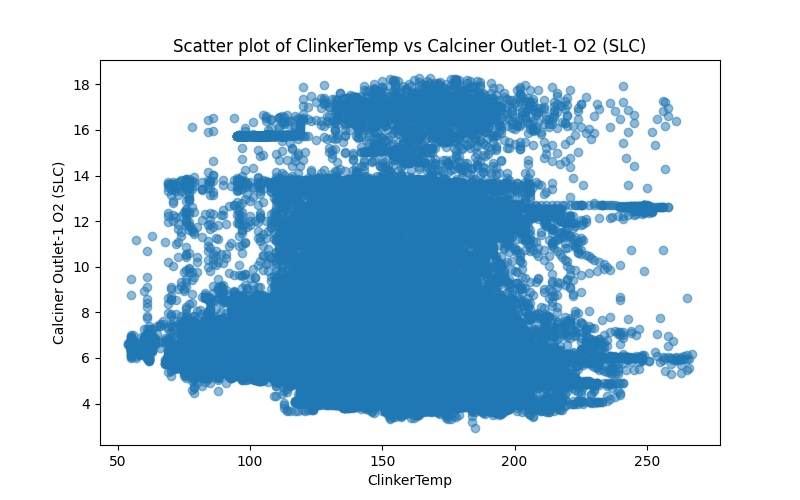 Scatter plot of ClinkerTemp vs Calciner Outlet-1 O2 (SLC)
Calciner Outlet-1 O2 (SLC)
18
16
14
12
10
8
6
4
50 100 150 200 250
ClinkerTemp